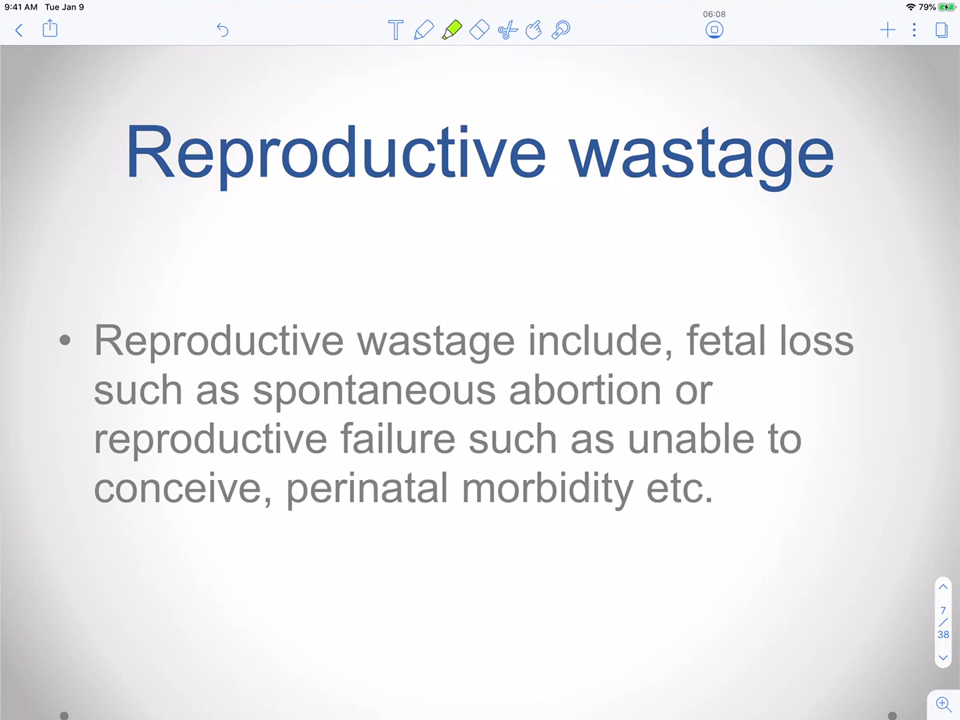 9:41 AM Tue Jan 9
79%
06:08
T
Reproductive wastage
• Reproductive wastage include, fetal loss
such as spontaneous abortion or
reproductive failure such as unable to
conceive, perinatal morbidity etc.
7
/
38